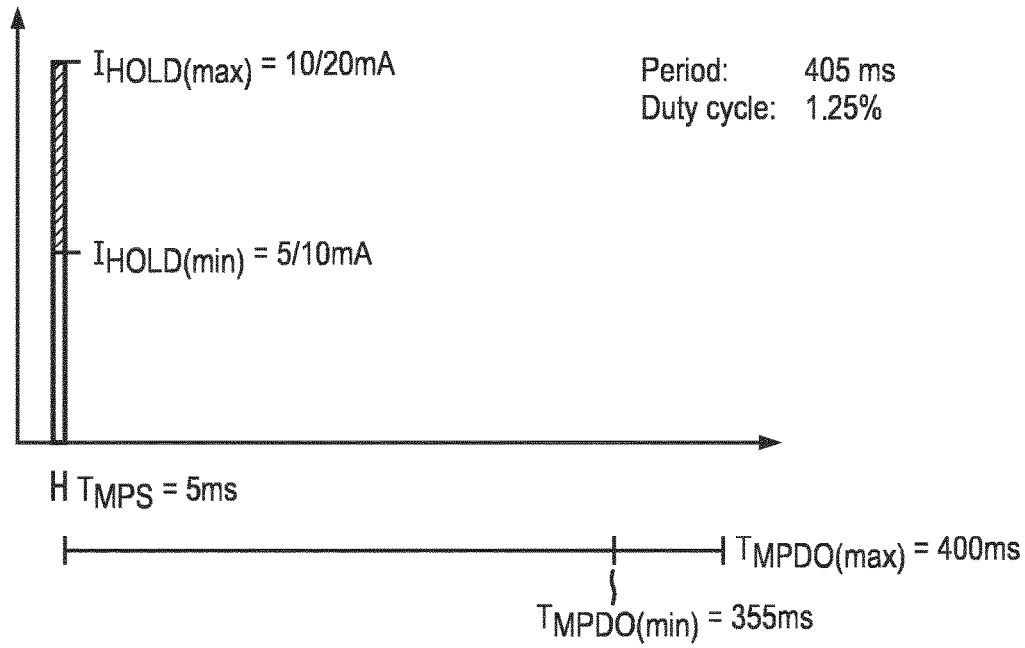 IHOLD(max) = 10/20mA
Period: 405 ms
Duty cycle: 1.25%
IHOLD(min) = 5/10mA
TMPS = 5ms
TMPDO(max) = 400ms
TMPDO(min) = 355ms